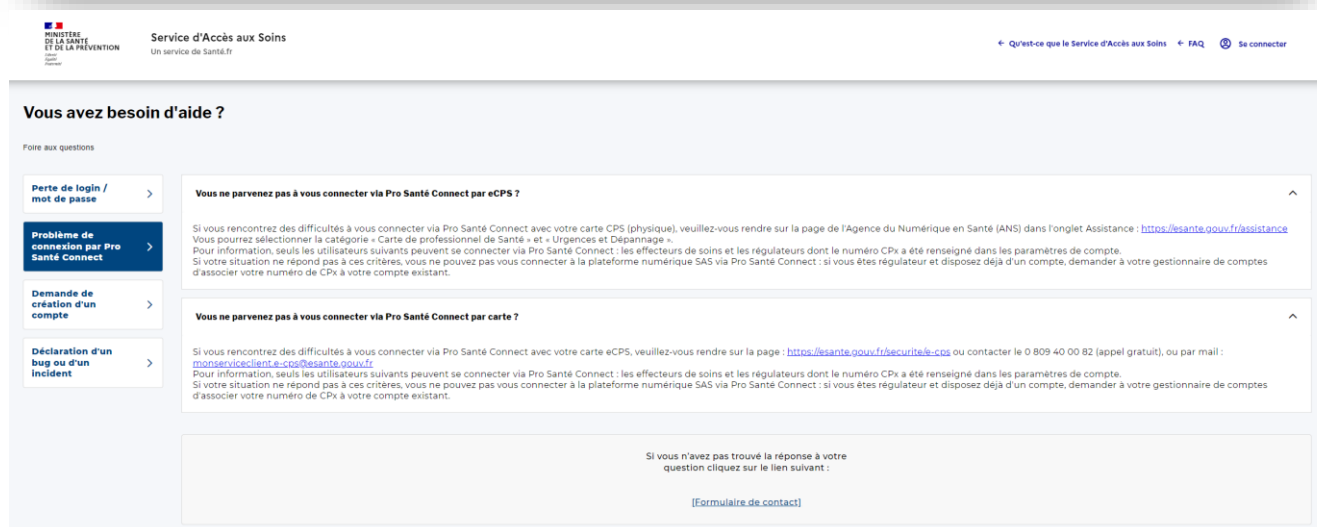 MINISTÈRE
DE LA SANTÉ
ET DE LA PRÉVENTION
Liberté
Égalité
Fraternité
Service d'Accès aux Soins
Un service de Santé.fr
← Qu'est-ce que le Service d'Accès aux Soins ← FAQ Se connecter
Vous avez besoin d'aide ?
Foire aux questions
Perte de login /
mot de passe
Problème de
connexion par Pro
Santé Connect
Demande de
création d'un
compte
Déclaration d'un
bug ou d'un
incident
Vous ne parvenez pas à vous connecter via Pro Santé Connect par eCPS ?
Si vous rencontrez des difficultés à vous connecter via Pro Santé Connect avec votre carte CPS (physique), veuillez-vous rendre sur la page de l'Agence du Numérique en Santé (ANS) dans l'onglet Assistance : https://esante.gouv.fr/assistance
Vous pourrez sélectionner la catégorie « Carte de professionnel de Santé » et « Urgences et Dépannage ».
Pour information, seuls les utilisateurs suivants peuvent se connecter via Pro Santé Connect : les effecteurs de soins et les régulateurs dont le numéro CPx a été renseigné dans les paramètres de compte.
Si votre situation ne répond pas à ces critères, vous ne pouvez pas vous connecter à la plateforme numérique SAS via Pro Santé Connect : si vous êtes régulateur et disposez déjà d'un compte, demander à votre gestionnaire de comptes
d'associer votre numéro de CPx à votre compte existant.
Vous ne parvenez pas à vous connecter via Pro Santé Connect par carte ?
Si vous rencontrez des difficultés à vous connecter via Pro Santé Connect avec votre carte eCPS, veuillez-vous rendre sur la page : https://esante.gouv.fr/securite/e-cps ou contacter le 0 809 40 00 82 (appel gratuit), ou par mail :
monserviceclient.e-cps@esante.gouv.fr
Pour information, seuls les utilisateurs suivants peuvent se connecter via Pro Santé Connect : les effecteurs de soins et les régulateurs dont le numéro CPx a été renseigné dans les paramètres de compte.
Si votre situation ne répond pas à ces critères, vous ne pouvez pas vous connecter à la plateforme numérique SAS via Pro Santé Connect : si vous êtes régulateur et disposez déjà d'un compte, demander à votre gestionnaire de comptes
d'associer votre numéro de CPx à votre compte existant.
Si vous n'avez pas trouvé la réponse à votre
question cliquez sur le lien suivant :
[Formulaire de contact]